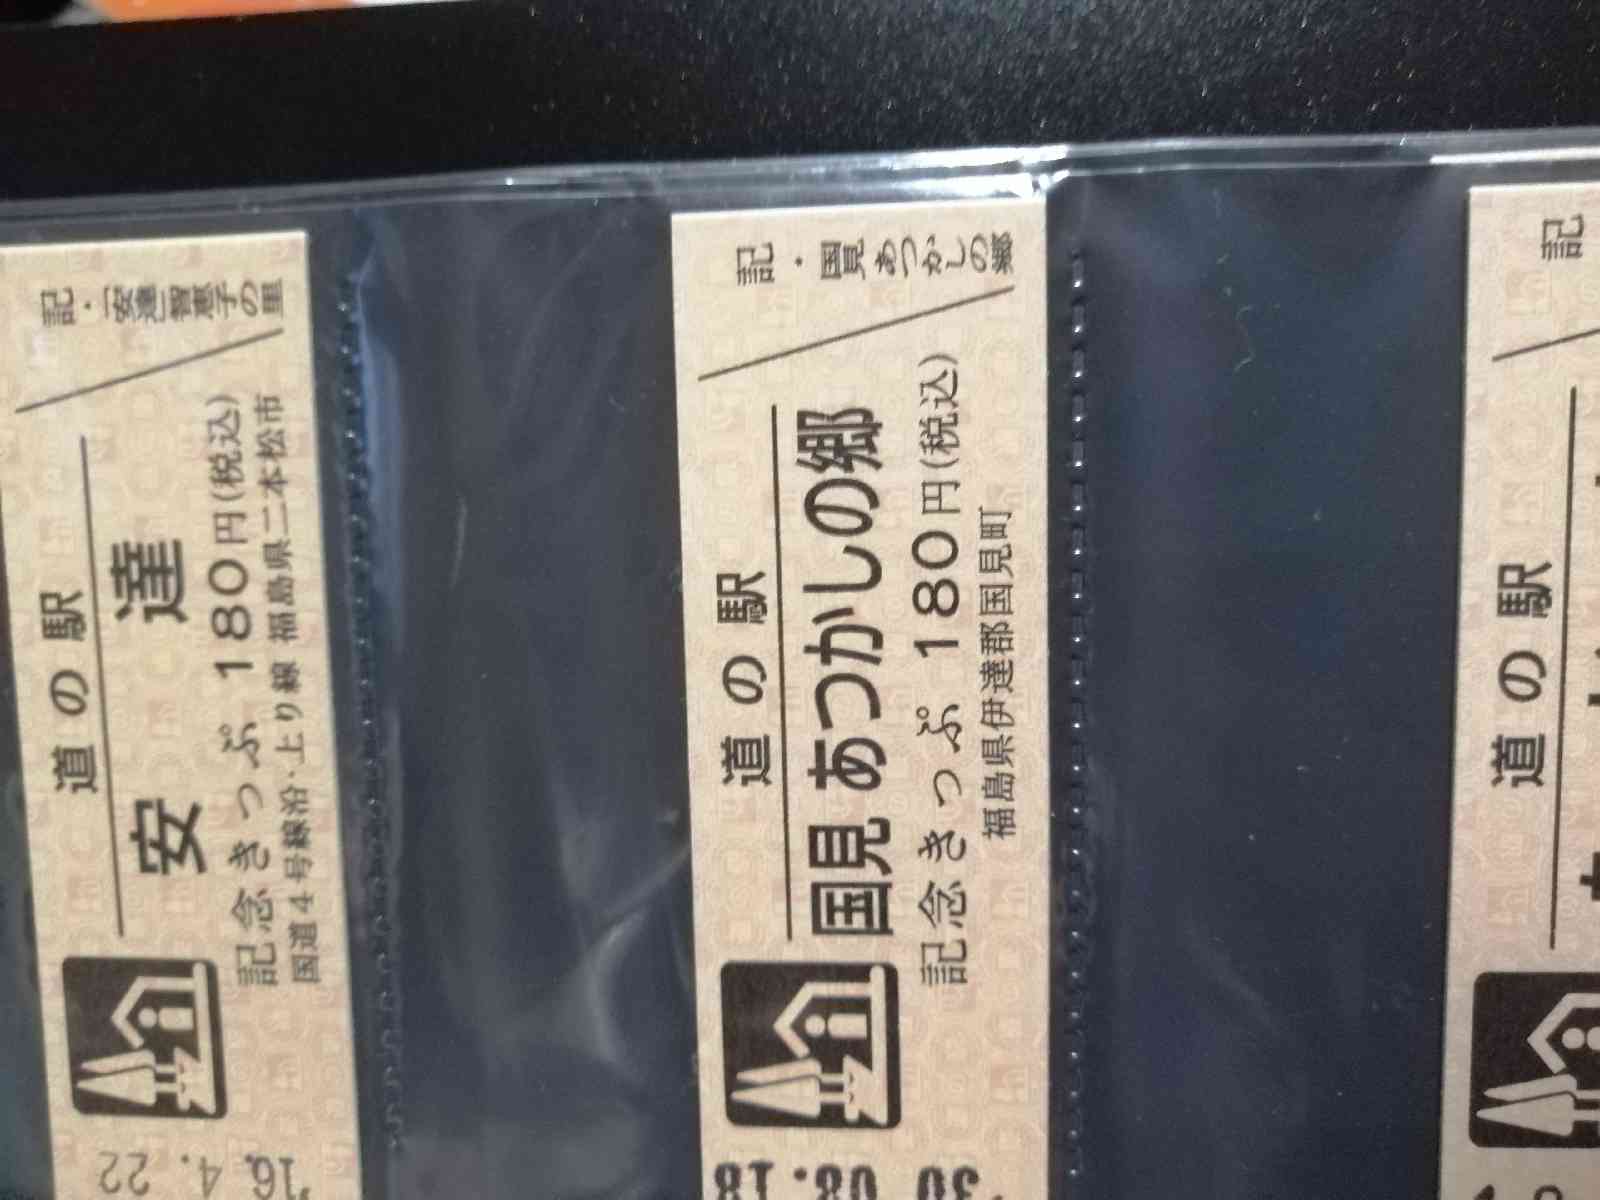 道の駅
安達
記念きっぷ 180円(税込)
国道4号線沿・上り線 福島県二本松市
記・「安達」智恵子の里
'16. 4. 22
道の駅
国見 あつかしの郷
記念きっぷ 180円(税込)
福島県伊達郡国見町
記・国見 あつかしの郷
30 08.18
道の駅
記